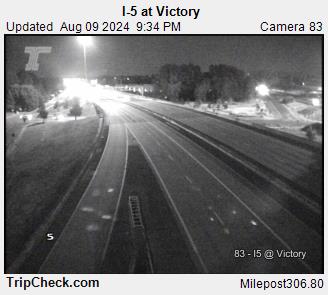 I-5 at Victory
Updated Aug 09 2024 9:34 PM Camera 83
T
S
83 - I5 @ Victory
TripCheck.com Milepost306.80